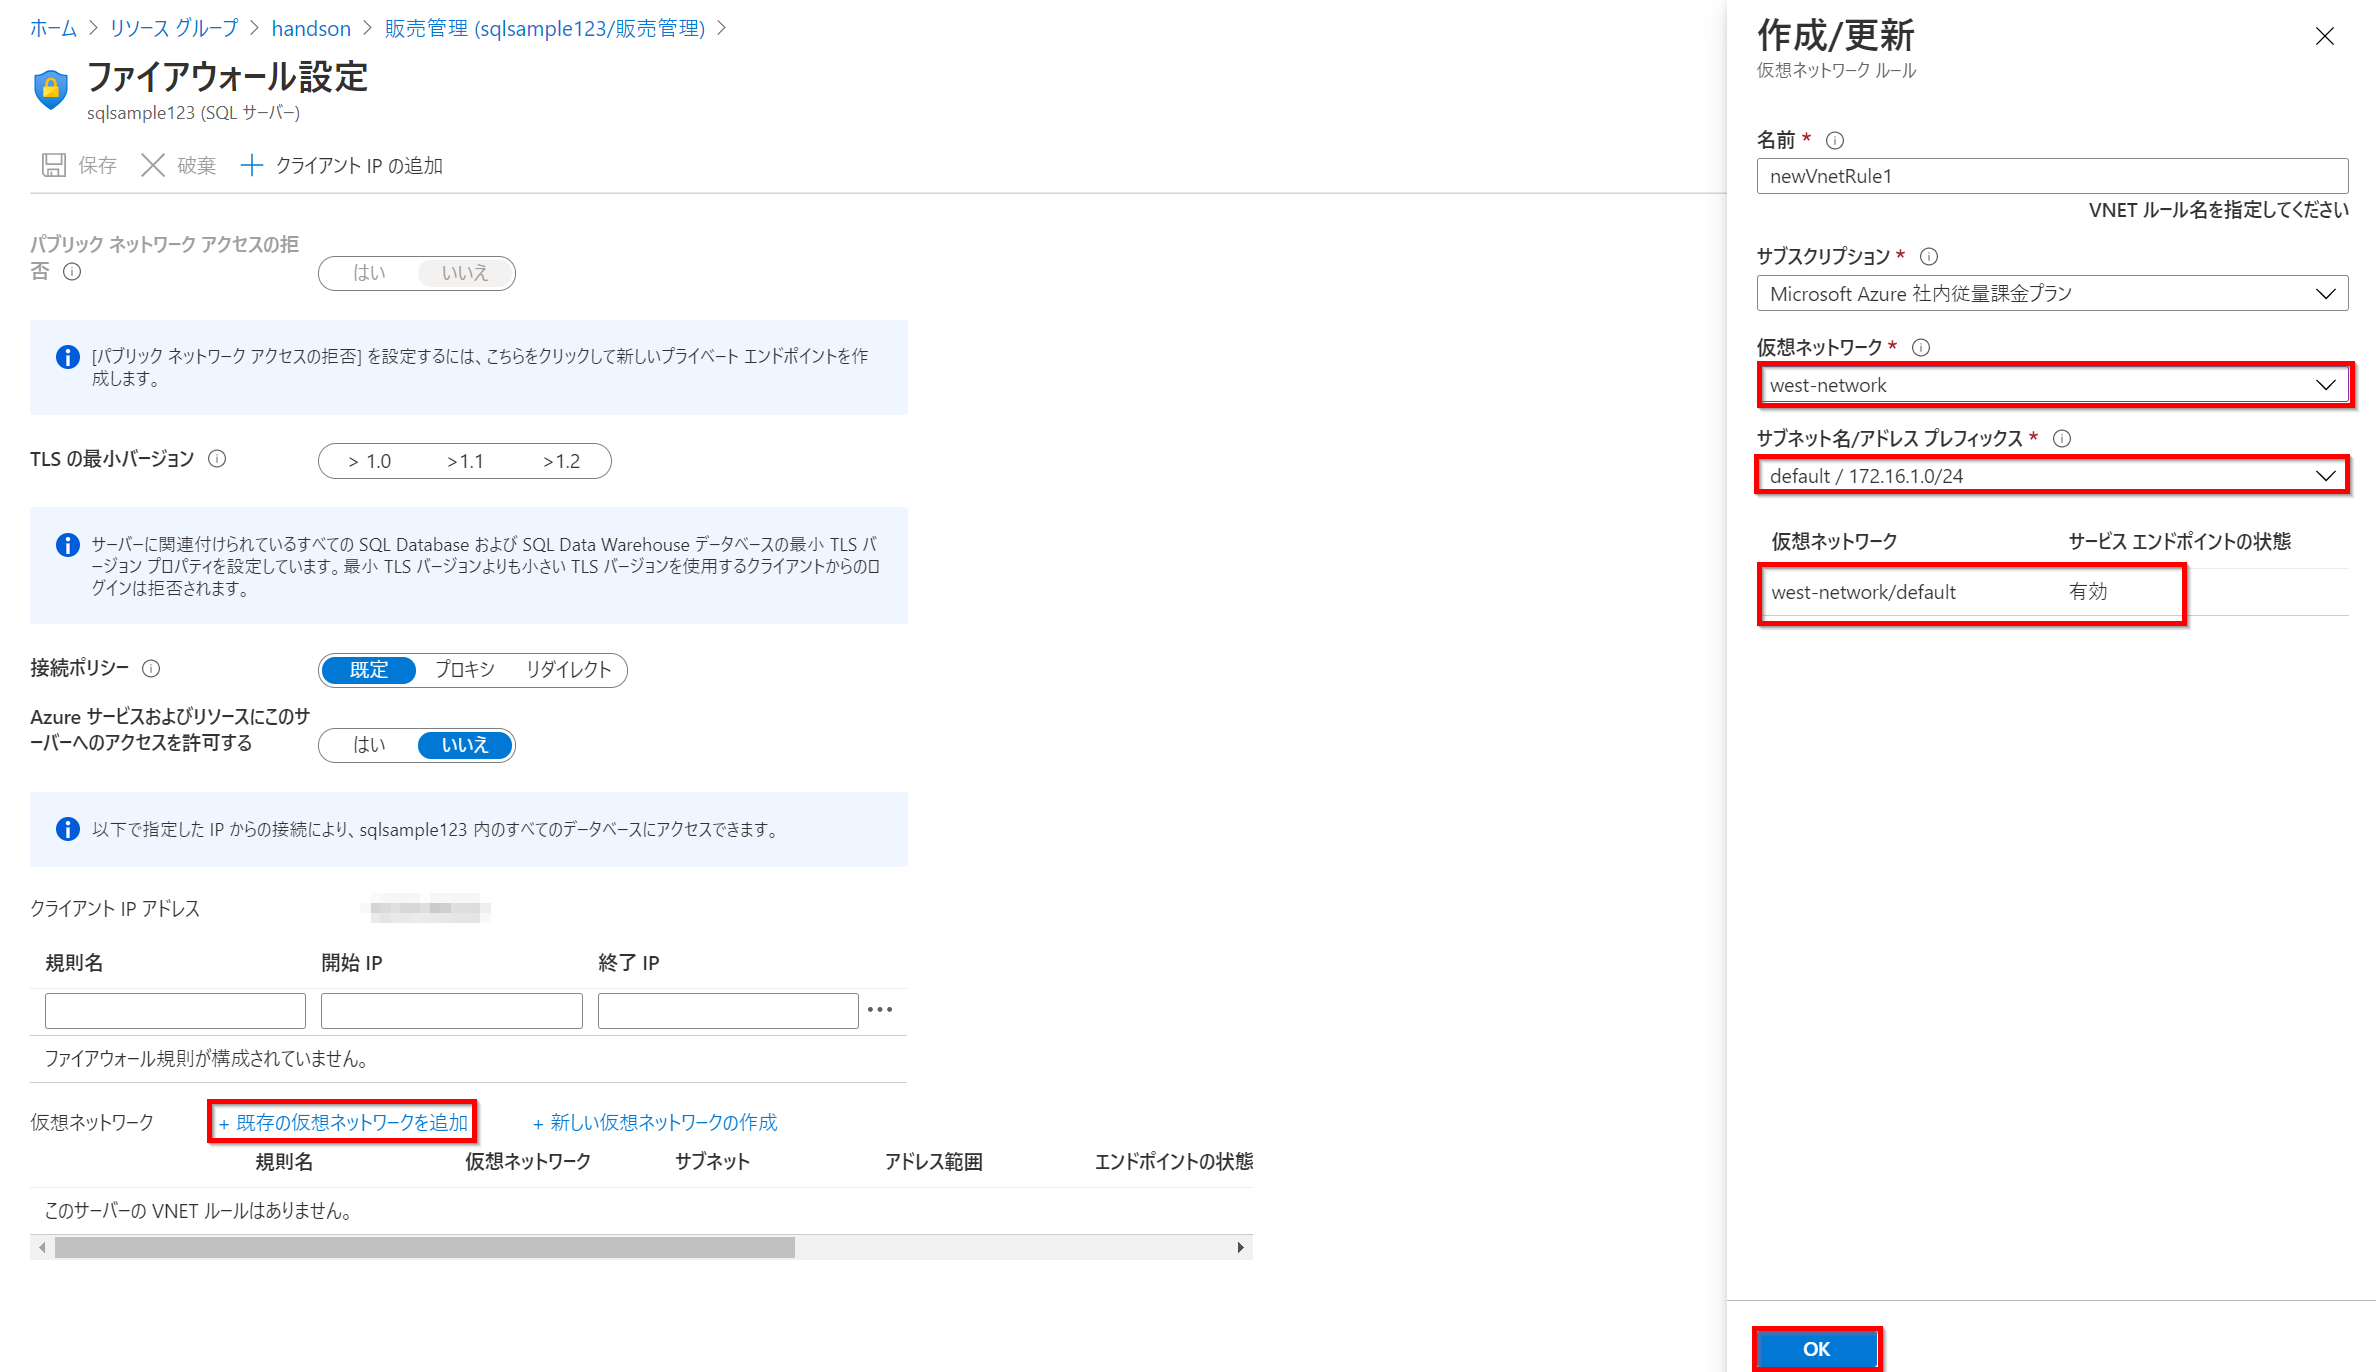 ホーム > リソース グループ > handson > 販売管理 (sqlsample123/販売管理) >
ファイアウォール設定
sqlsample123 (SQL サーバー)
保存 破棄 + クライアント IP の追加
パブリック ネットワーク アクセスの拒
否
はい いいえ
[パブリック ネットワーク アクセスの拒否] を設定するには、こちらをクリックして新しいプライベート エンドポイントを作
成します。
TLS の最小バージョン
> 1.0 >1.1 >1.2
サーバーに関連付けられているすべての SQL Database および SQL Data Warehouse データベースの最小 TLS バ
ージョン プロパティを設定しています。最小 TLS バージョンよりも小さい TLS バージョンを使用するクライアントからのロ
グインは拒否されます。
接続ポリシー
既定 プロキシ リダイレクト
Azure サービスおよびリソースにこのサ
ーバーへのアクセスを許可する
はい いいえ
以下で指定した IP からの接続により、sqlsample123 内のすべてのデータベースにアクセスできます。
クライアント IP アドレス
規則名 開始 IP 終了 IP
ファイアウォール規則が構成されていません。
仮想ネットワーク + 既存の仮想ネットワークを追加 + 新しい仮想ネットワークの作成
規則名 仮想ネットワーク サブネット アドレス範囲 エンドポイントの状態
このサーバーの VNET ルールはありません。
作成/更新
仮想ネットワーク ルール
名前 *
newVnetRule1
VNET ルール名を指定してください
サブスクリプション *
Microsoft Azure 社内従量課金プラン
仮想ネットワーク *
west-network
サブネット名/アドレス プレフィックス *
default / 172.16.1.0/24
仮想ネットワーク サービス エンドポイントの状態
west-network/default 有効
OK